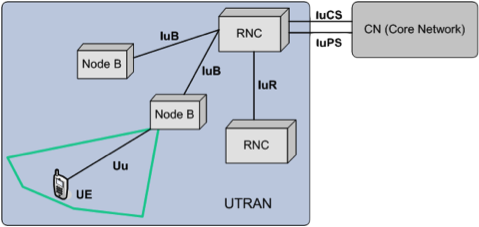 IuCS
IuB
RNC
CN (Core Network)
IuPS
Node B
IuB
IuR
Node B
RNC
Uu
UE
UTRAN